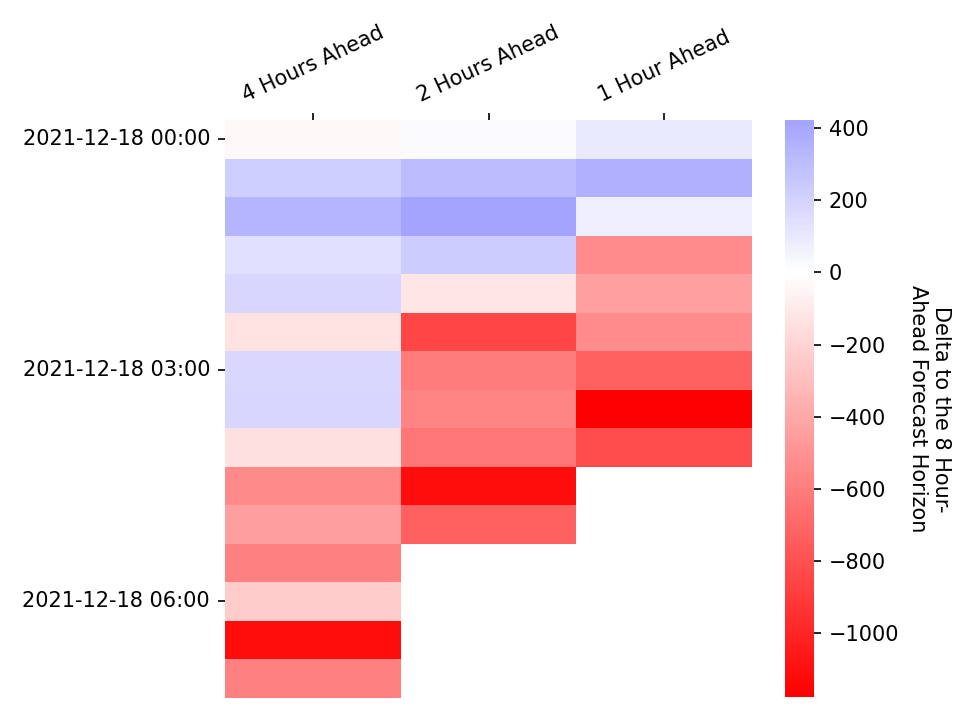 4 Hours Ahead
2 Hours Ahead
1 Hour Ahead
2021-12-18 00:00
2021-12-18 03:00
2021-12-18 06:00
400
200
0
−200
−400
−600
−800
−1000
Delta to the 8 Hour-
Ahead Forecast Horizon